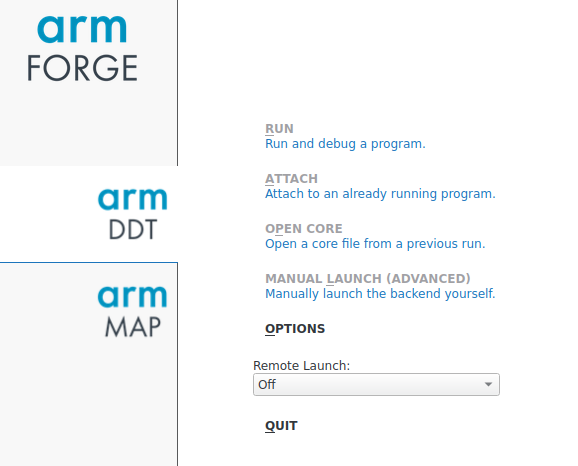 arm
FORGE
arm
DDT
arm
MAP
RUN
Run and debug a program.
ATTACH
Attach to an already running program.
OPEN CORE
Open a core file from a previous run.
MANUAL LAUNCH (ADVANCED)
Manually launch the backend yourself.
OPTIONS
Remote Launch:
Off
QUIT